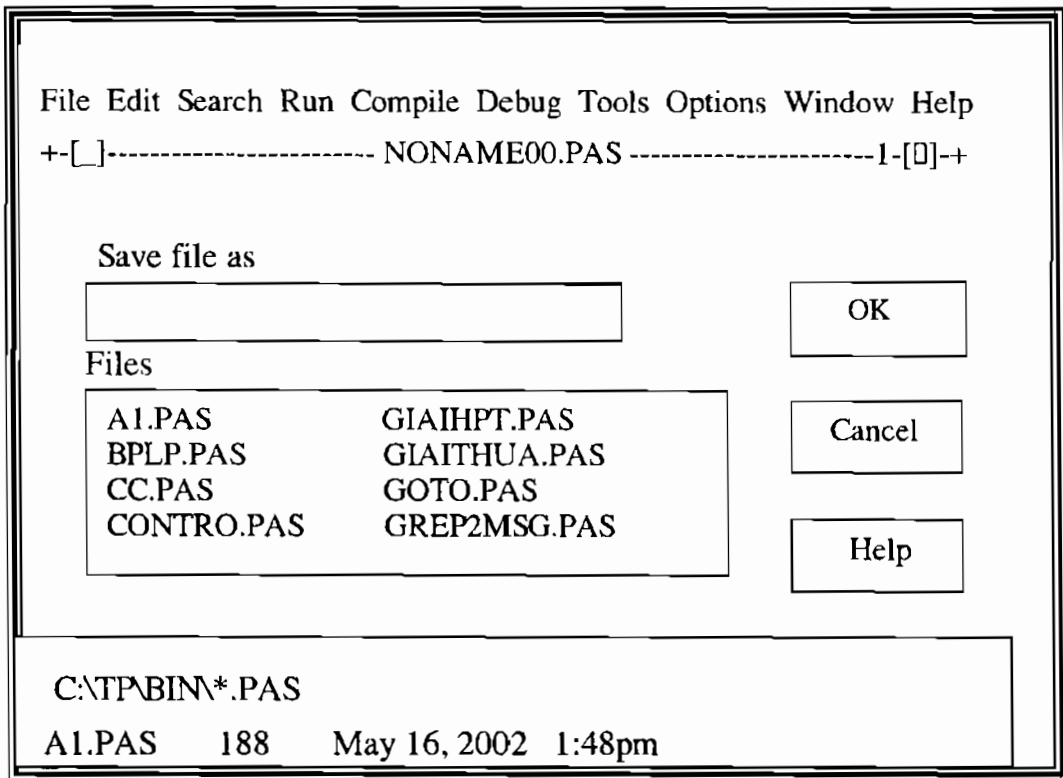 File Edit Search Run Compile Debug Tools Options Window Help
+-[_]------------------------- NONAME00.PAS -----------------------1-[▯]-+
Save file as
OK
Files
A1.PAS GIAIHPT.PAS
Cancel
BPLP.PAS GIAITHUA.PAS
CC.PAS GOTO.PAS
CONTRO.PAS GREP2MSG.PAS
Help
C:\TP\BIN\*.PAS
A1.PAS 188 May 16, 2002 1:48pm